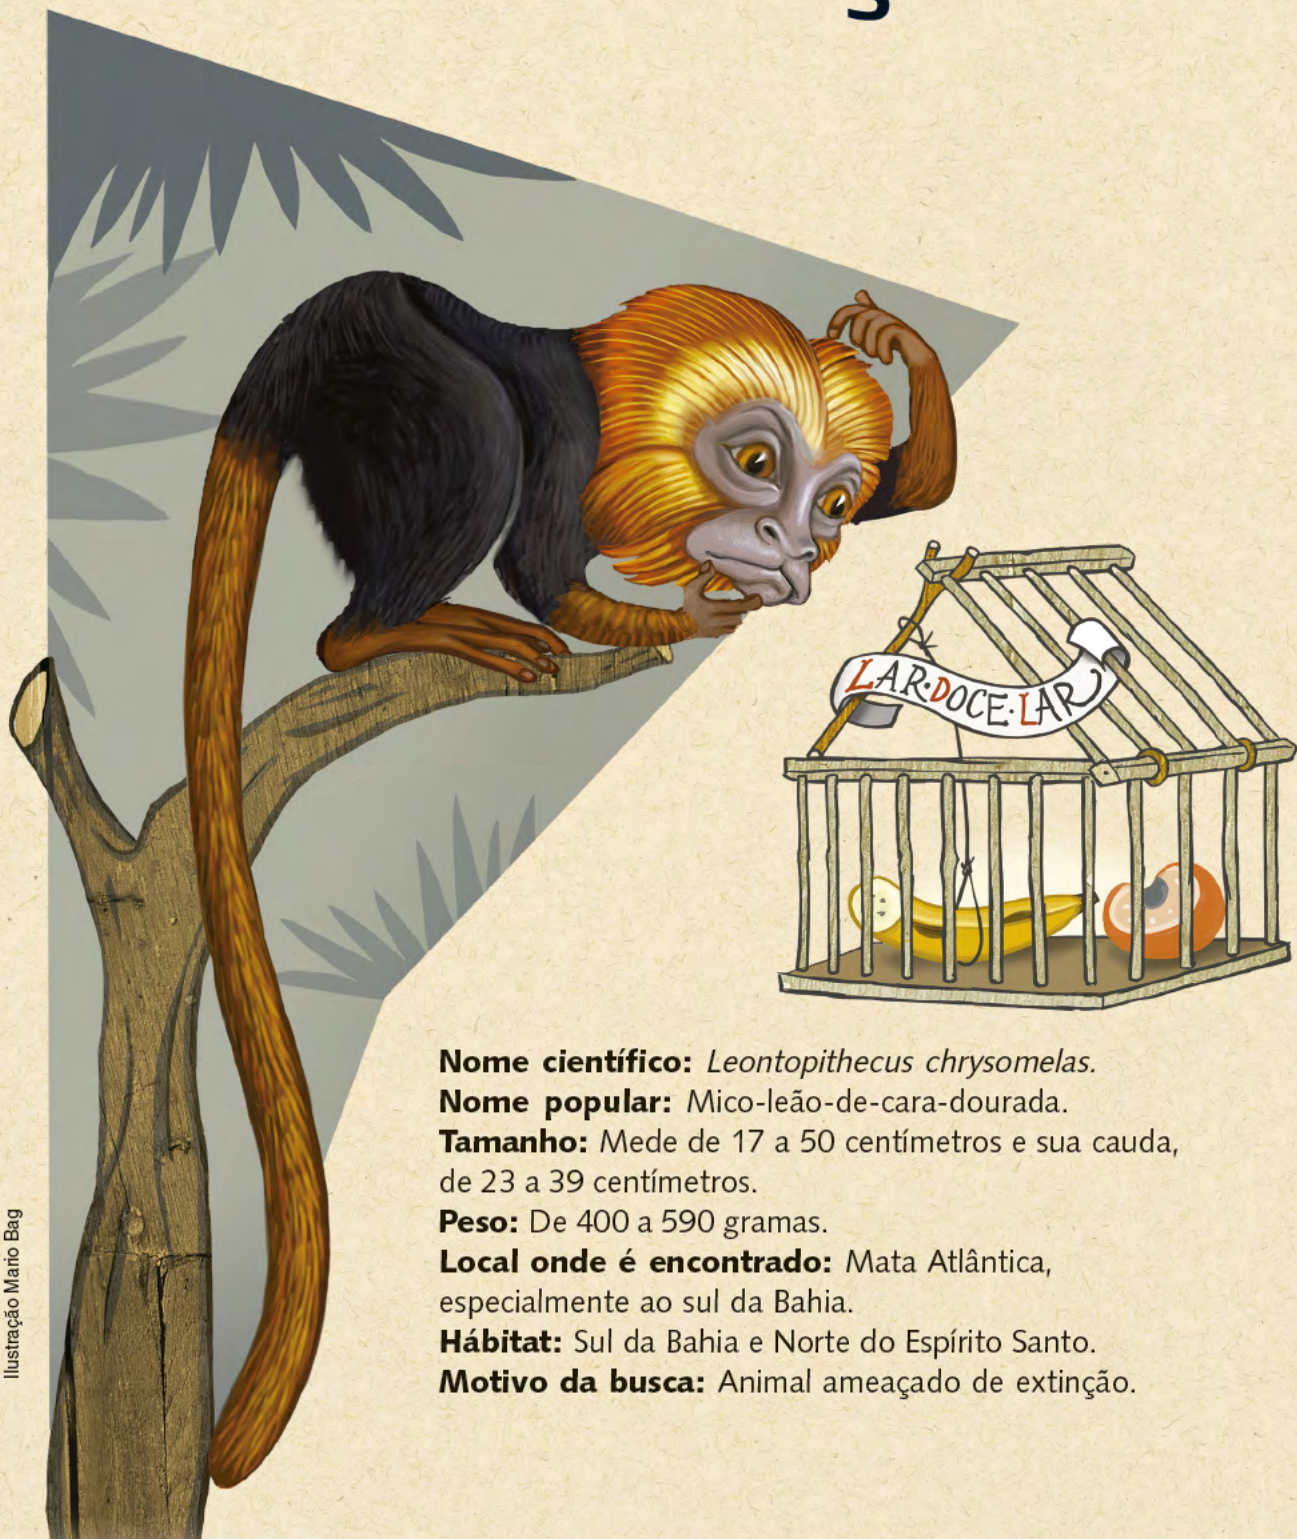 LAR·DOCE·LAR
Nome científico: Leontopithecus chrysomelas.
Nome popular: Mico-leão-de-cara-dourada.
Tamanho: Mede de 17 a 50 centímetros e sua cauda,
de 23 a 39 centímetros.
Peso: De 400 a 590 gramas.
Local onde é encontrado: Mata Atlântica,
especialmente ao sul da Bahia.
Hábitat: Sul da Bahia e Norte do Espírito Santo.
Motivo da busca: Animal ameaçado de extinção.
Ilustração Mario Bag